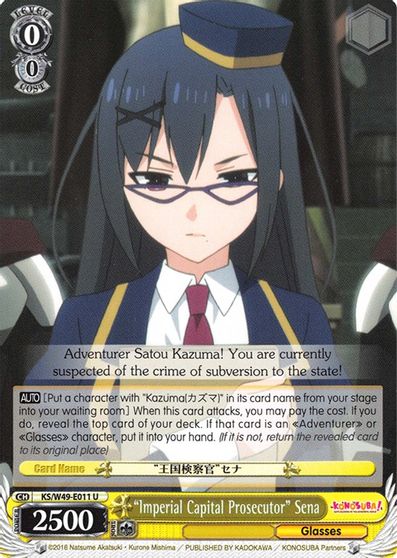 LEVEL
0
0
COST
Adventurer Satou Kazuma! You are currently
suspected of the crime of subversion to the state!
AUTO [Put a character with "Kazuma(カズマ)" in its card name from your stage
into your waiting room] When this card attacks, you may pay the cost. If you
do, reveal the top card of your deck. If that card is an «Adventurer» or
«Glasses» character, put it into your hand. (If it is not, return the revealed card
to its original place)
Card Name
"王国検察官"セナ
CH KS/W49-E011 U
POWER 2500
SOUL
"Imperial Capital Prosecutor" Sena
KONOSUBA!
Glasses
©2016 Natsume Akatsuki・Kurone Mishima / PUBLISHED BY KADOKAWA / KONOSUBA Partners